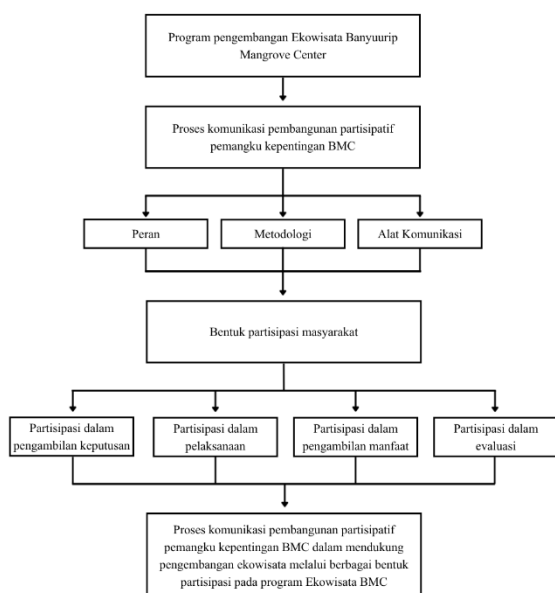 Program pengembangan Ekowisata Banyuurip
Mangrove Center
Proses komunikasi pembangunan partisipatif
pemangku kepentingan BMC
Peran
Metodologi
Alat Komunikasi
Bentuk partisipasi masyarakat
Partisipasi dalam
pengambilan keputusan
Partisipasi dalam
pelaksanaan
Partisipasi dalam
pengambilan manfaat
Partisipasi dalam
evaluasi
Proses komunikasi pembangunan partisipatif
pemangku kepentingan BMC dalam mendukung
pengembangan ekowisata melalui berbagai bentuk
partisipasi pada program Ekowisata BMC